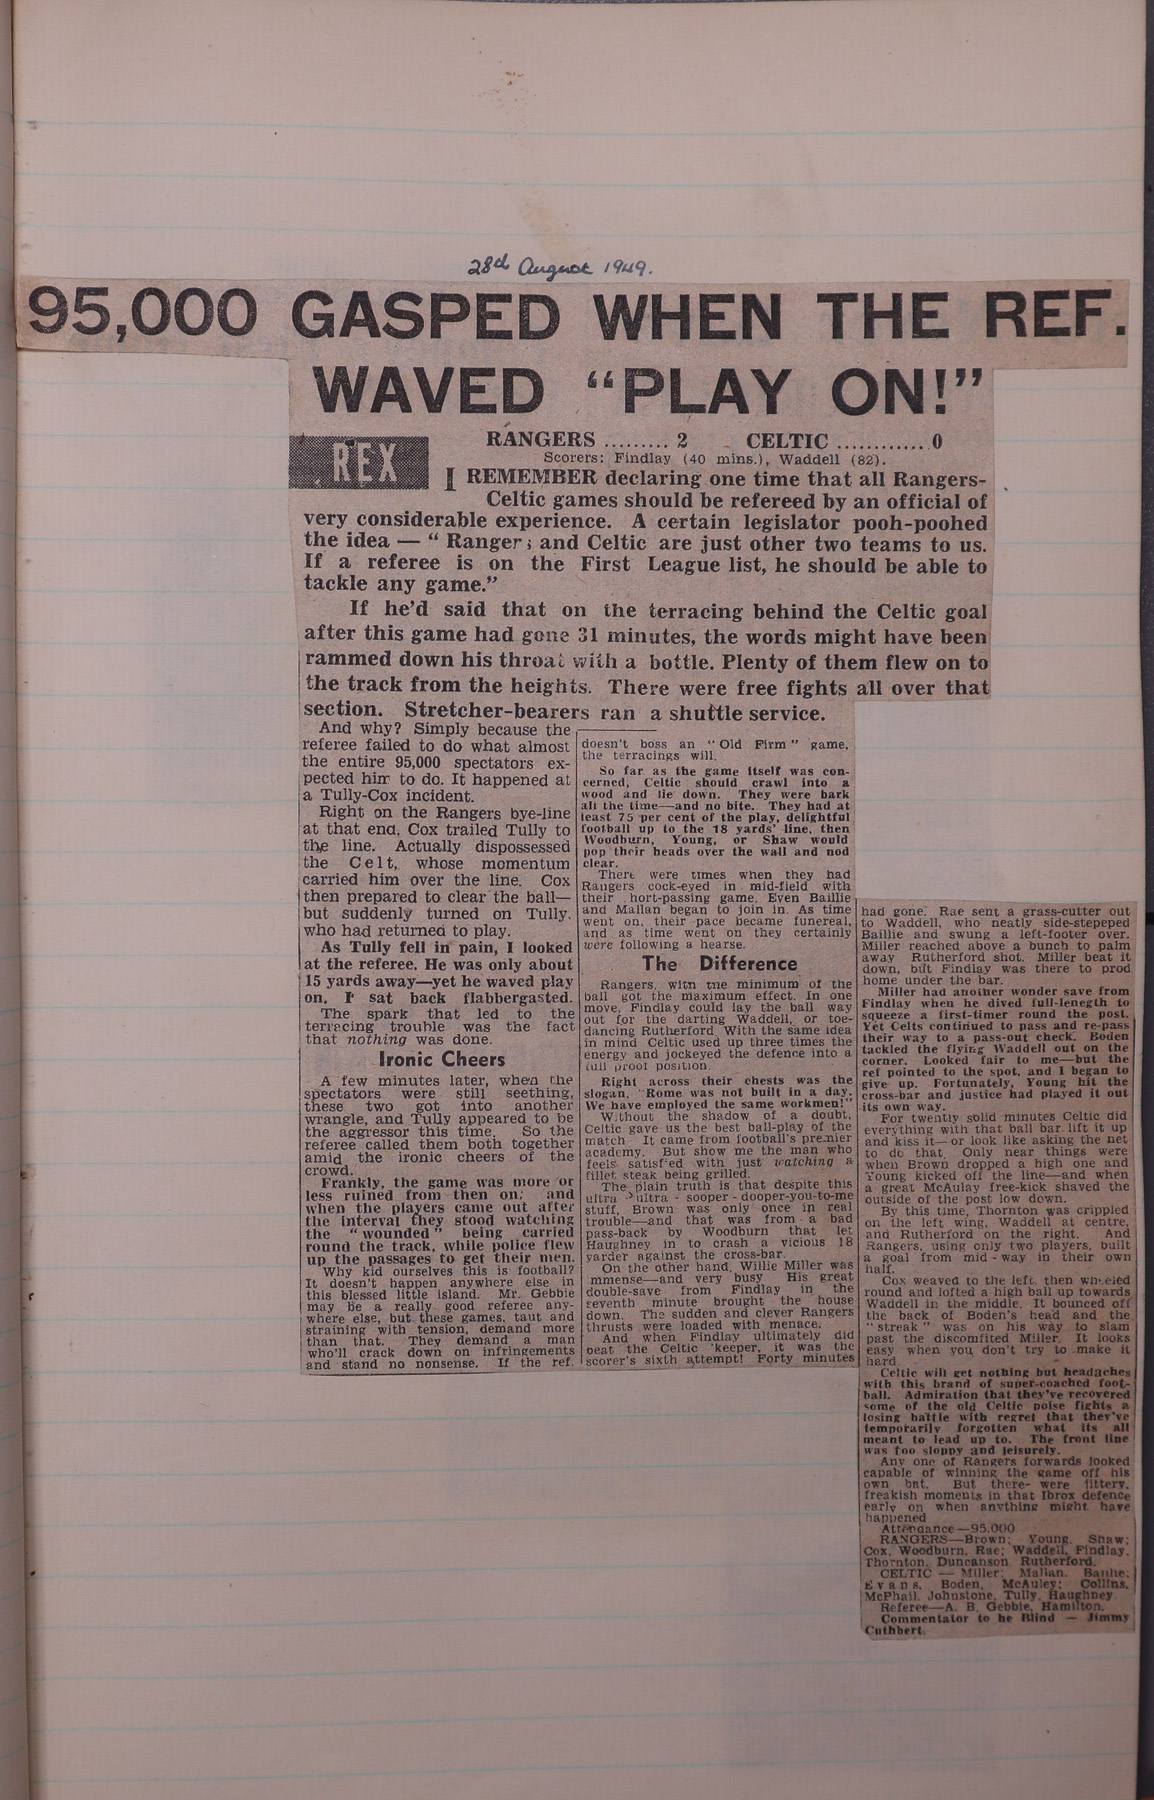 28th August 1949.
95,000 GASPED WHEN THE REF.
WAVED “PLAY ON!”
REX
RANGERS ......... 2 CELTIC ............ 0
Scorers: Findlay (40 mins.), Waddell (82).
I REMEMBER declaring one time that all Rangers-
Celtic games should be refereed by an official of
very considerable experience. A certain legislator pooh-poohed
the idea — “ Rangers and Celtic are just other two teams to us.
If a referee is on the First League list, he should be able to
tackle any game.”
If he’d said that on the terracing behind the Celtic goal
after this game had gone 31 minutes, the words might have been
rammed down his throat with a bottle. Plenty of them flew on to
the track from the heights. There were free fights all over that
section. Stretcher-bearers ran a shuttle service.
And why? Simply because the
referee failed to do what almost
the entire 95,000 spectators ex-
pected him to do. It happened at
a Tully-Cox incident.
Right on the Rangers bye-line
at that end, Cox trailed Tully to
the line. Actually dispossessed
the Celt, whose momentum
carried him over the line. Cox
then prepared to clear the ball—
but suddenly turned on Tully,
who had returned to play.
As Tully fell in pain, I looked
at the referee. He was only about
15 yards away—yet he waved play
on. I sat back flabbergasted.
The spark that led to the
terracing trouble was the fact
that nothing was done.
Ironic Cheers
A few minutes later, when the
spectators were still seething,
these two got into another
wrangle, and Tully appeared to be
the aggressor this time. So the
referee called them both together
amid the ironic cheers of the
crowd.
Frankly, the game was more or
less ruined from then on; and
when the players came out after
the interval they stood watching
the “wounded” being carried
round the track, while police flew
up the passages to get their men.
Why kid ourselves this is football?
It doesn't happen anywhere else in
this blessed little island. Mr. Gebbie
may be a really good referee any-
where else, but these games, taut and
straining with tension, demand more
than that. They demand a man
who'll crack down on infringements
and stand no nonsense. If the ref.
doesn't boss an “Old Firm” game,
the terracings will.
So far as the game itself was con-
cerned, Celtic should crawl into a
wood and lie down. They were bark
all the time—and no bite. They had at
least 75 per cent of the play, delightful
football up to the 18 yards' line, then
Woodburn, Young, or Shaw would
pop their heads over the wall and nod
clear.
There were times when they had
Rangers cock-eyed in mid-field with
their short-passing game. Even Baillie
and Mallan began to join in. As time
went on, their pace became funereal,
and as time went on they certainly
were following a hearse.
The Difference
Rangers, with the minimum of the
ball got the maximum effect. In one
move, Findlay could lay the ball way
out for the darting Waddell, or toe-
dancing Rutherford. With the same idea
in mind Celtic used up three times the
energy and jockeyed the defence into a
full proof position.
Right across their chests was the
slogan, “Rome was not built in a day.
We have employed the same workmen!”
Without the shadow of a doubt,
Celtic gave us the best ball-play of the
match. It came from football's premier
academy. But show me the man who
feels satisfied with just watching a
fillet steak being grilled.
The plain truth is that despite this
ultra - ultra - sooper - dooper-you-to-me
stuff, Brown was only once in real
trouble—and that was from a bad
pass-back by Woodburn that let
Haughney in to crash a vicious 18
yarder against the cross-bar.
On the other hand, Willie Miller was
immense—and very busy. His great
double-save from Findlay in the
seventh minute brought the house
down. The sudden and clever Rangers
thrusts were loaded with menace.
And when Findlay ultimately did
beat the Celtic 'keeper, it was the
scorer's sixth attempt! Forty minutes
had gone. Rae sent a grass-cutter out
to Waddell, who neatly side-stepeped
Baillie and swung a left-footer over.
Miller reached above a bunch to palm
away Rutherford shot. Miller beat it
down, but Findlay was there to prod
home under the bar.
Miller had another wonder save from
Findlay when he dived full-length to
squeeze a first-timer round the post.
Yet Celts continued to pass and re-pass
their way to a pass-out check. Boden
tackled the flying Waddell out on the
corner. Looked fair to me—but the
ref pointed to the spot, and I began to
give up. Fortunately, Young hit the
cross-bar and justice had played it out
its own way.
For twently solid minutes Celtic did
everything with that ball bar lift it up
and kiss it—or look like asking the net
to do that. Only near things were
when Brown dropped a high one and
Young kicked off the line—and when
a great McAulay free-kick shaved the
outside of the post low down.
By this time, Thornton was crippled
on the left wing, Waddell at centre,
and Rutherford on the right. And
Rangers, using only two players, built
a goal from mid-way in their own
half.
Cox weaved to the left, then wheeled
round and lofted a high ball up towards
Waddell in the middle. It bounced off
the back of Boden's head and the
“streak” was on his way to slam
past the discomfited Miller. It looks
easy when you don't try to make it
hard.
Celtic will get nothing but headaches
with this brand of super-coached foot-
ball. Admiration that they've recovered
some of the old Celtic poise fights a
losing battle with regret that they've
temporarily forgotten what its all
meant to lead up to. The front line
was too sloppy and leisurely.
Any one of Rangers forwards looked
capable of winning the game off his
own bat. But there were jittery,
freakish moments in that Ibrox defence
early on when anything might have
happened
Attendance—95,000
RANGERS—Brown; Young, Shaw;
Cox, Woodburn, Rae; Waddell, Findlay,
Thornton, Duncanson, Rutherford.
CELTIC — Miller; Mallan, Baillie;
Evans, Boden, McAuley; Collins,
McPhail, Johnstone, Tully, Haughney.
Referee—A. B. Gebbie, Hamilton.
Commentator to he Blind — Jimmy
Cuthbert.